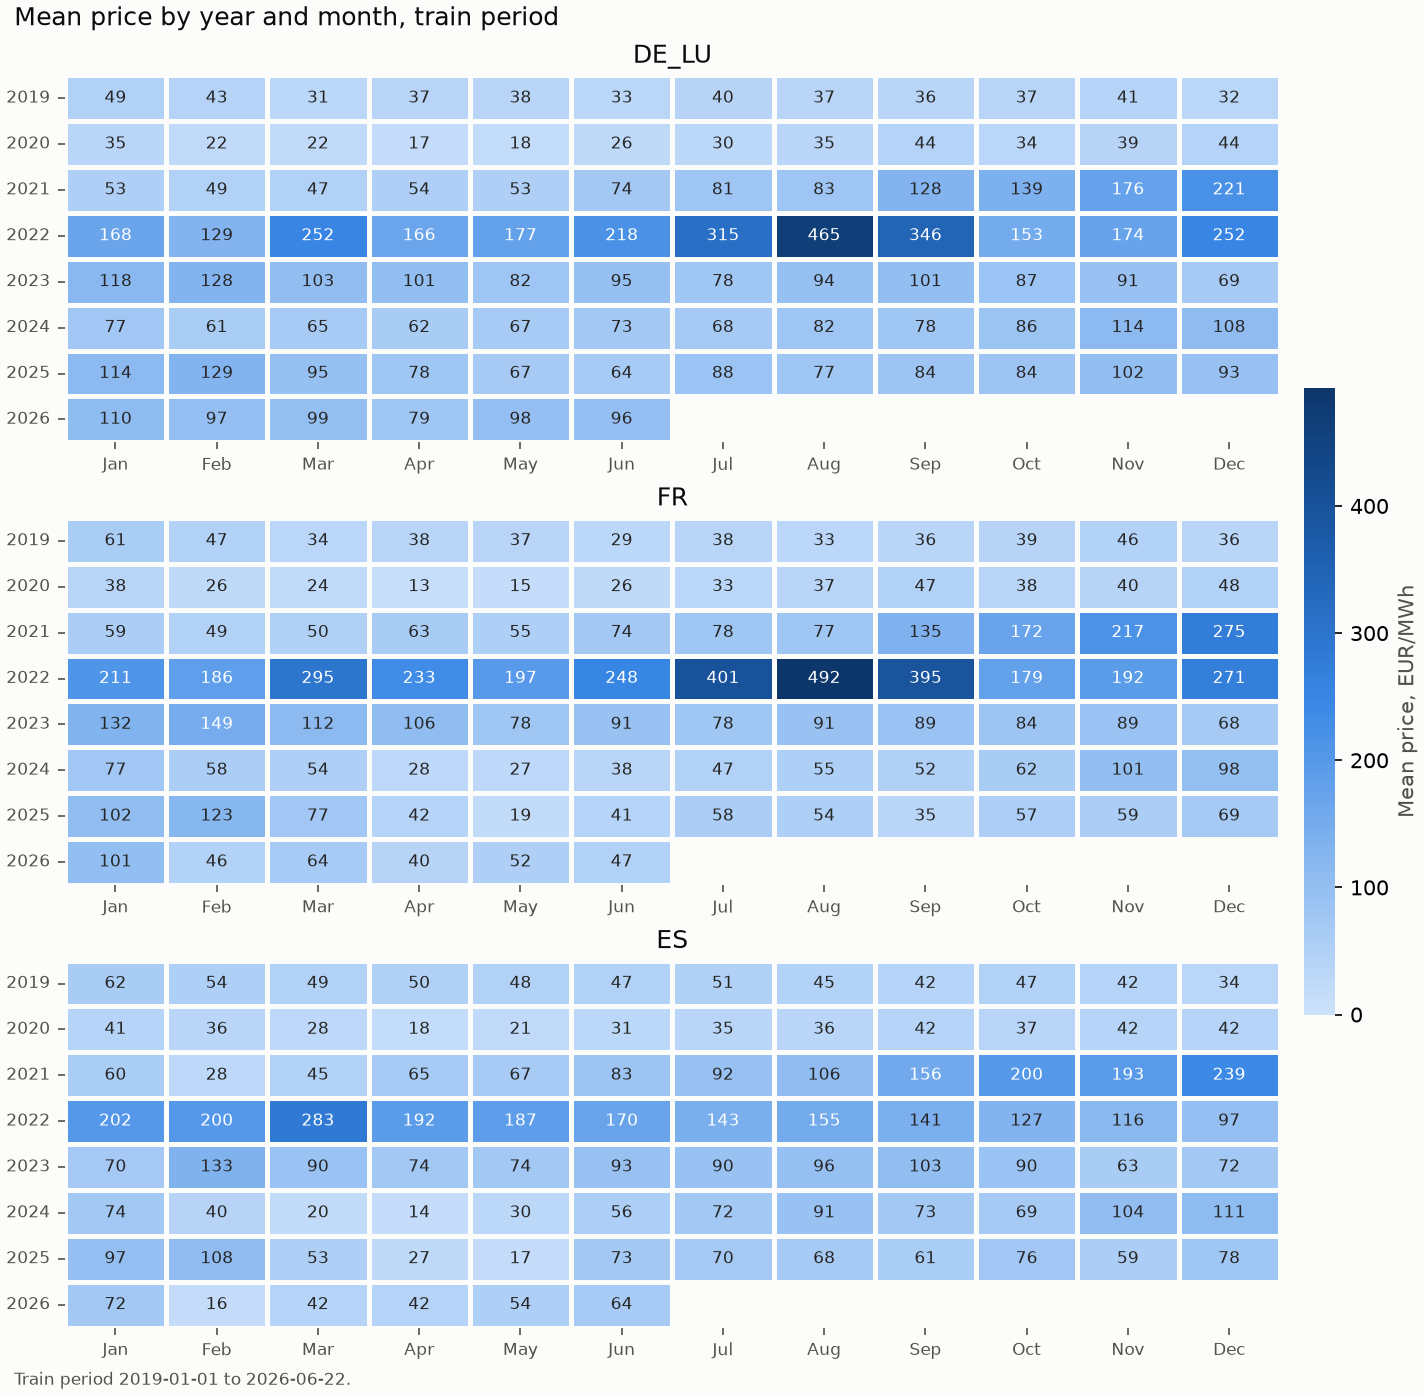 Mean price by year and month, train period
DE_LU
2019 49 43 31 37 38 33 40 37 36 37 41 32
2020 35 22 22 17 18 26 30 35 44 34 39 44
2021 53 49 47 54 53 74 81 83 128 139 176 221
2022 168 129 252 166 177 218 315 465 346 153 174 252
2023 118 128 103 101 82 95 78 94 101 87 91 69
2024 77 61 65 62 67 73 68 82 78 86 114 108
2025 114 129 95 78 67 64 88 77 84 84 102 93
2026 110 97 99 79 98 96
Jan Feb Mar Apr May Jun Jul Aug Sep Oct Nov Dec
FR
2019 61 47 34 38 37 29 38 33 36 39 46 36
2020 38 26 24 13 15 26 33 37 47 38 40 48
2021 59 49 50 63 55 74 78 77 135 172 217 275
2022 211 186 295 233 197 248 401 492 395 179 192 271
2023 132 149 112 106 78 91 78 91 89 84 89 68
2024 77 58 54 28 27 38 47 55 52 62 101 98
2025 102 123 77 42 19 41 58 54 35 57 59 69
2026 101 46 64 40 52 47
Jan Feb Mar Apr May Jun Jul Aug Sep Oct Nov Dec
ES
2019 62 54 49 50 48 47 51 45 42 47 42 34
2020 41 36 28 18 21 31 35 36 42 37 42 42
2021 60 28 45 65 67 83 92 106 156 200 193 239
2022 202 200 283 192 187 170 143 155 141 127 116 97
2023 70 133 90 74 74 93 90 96 103 90 63 72
2024 74 40 20 14 30 56 72 91 73 69 104 111
2025 97 108 53 27 17 73 70 68 61 76 59 78
2026 72 16 42 42 54 64
Jan Feb Mar Apr May Jun Jul Aug Sep Oct Nov Dec
400
300
200
100
0
Mean price, EUR/MWh
Train period 2019-01-01 to 2026-06-22.